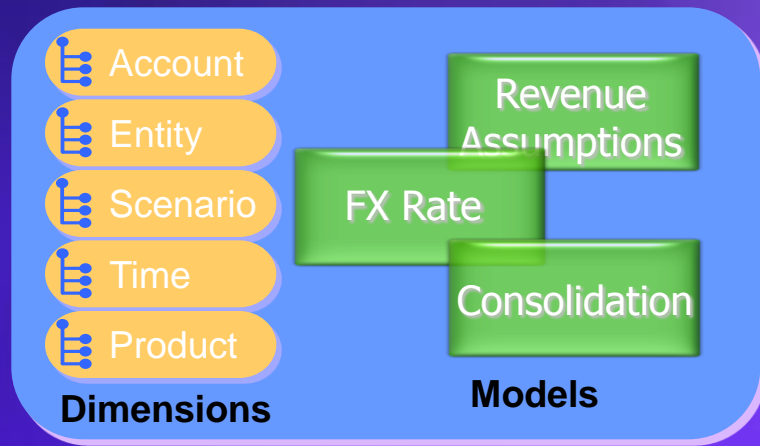 Account
Entity
Scenario
Time
Product
Dimensions
Revenue
Assumptions
FX Rate
Consolidation
Models